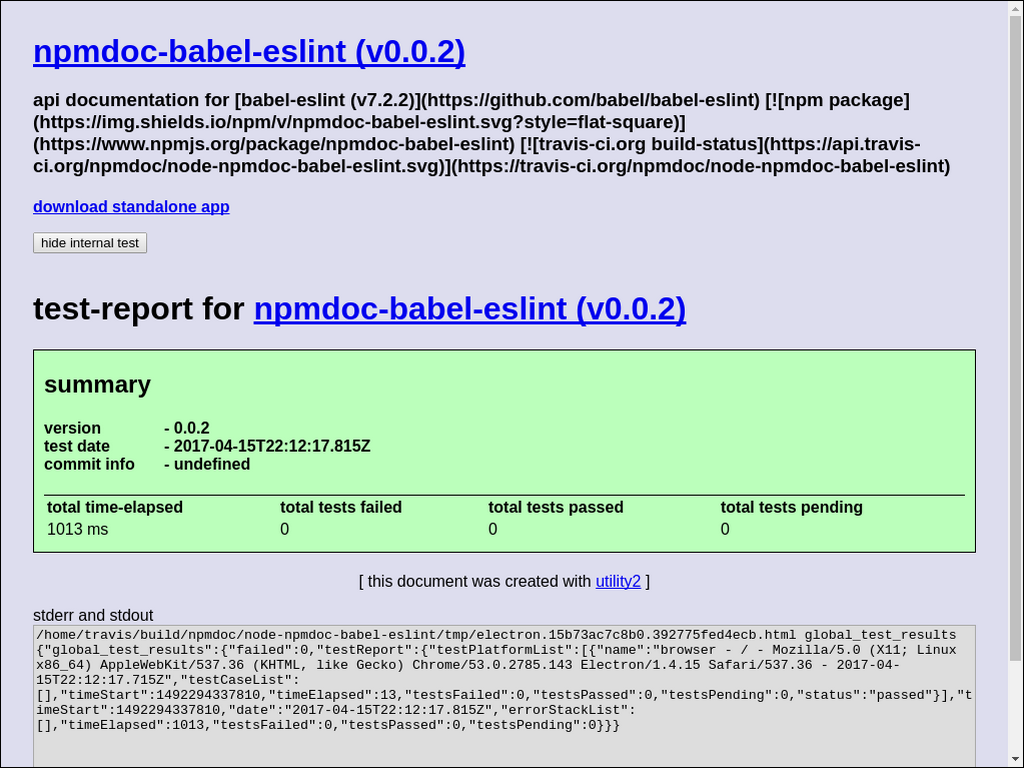 npmdoc-babel-eslint (v0.0.2)
api documentation for [babel-eslint (v7.2.2)](https://github.com/babel/babel-eslint) [![npm package]
(https://img.shields.io/npm/v/npmdoc-babel-eslint.svg?style=flat-square)]
(https://www.npmjs.org/package/npmdoc-babel-eslint) [![travis-ci.org build-status](https://api.travis-
ci.org/npmdoc/node-npmdoc-babel-eslint.svg)](https://travis-ci.org/npmdoc/node-npmdoc-babel-eslint)
download standalone app
hide internal test
test-report for npmdoc-babel-eslint (v0.0.2)
summary
version - 0.0.2
test date - 2017-04-15T22:12:17.815Z
commit info - undefined
total time-elapsed total tests failed total tests passed total tests pending
1013 ms 0 0 0
[ this document was created with utility2 ]
stderr and stdout
/home/travis/build/npmdoc/node-npmdoc-babel-eslint/tmp/electron.15b73ac7c8b0.392775fed4ecb.html global_test_results
{"global_test_results":{"failed":0,"testReport":{"testPlatformList":[{"name":"browser - / - Mozilla/5.0 (X11; Linux
x86_64) AppleWebKit/537.36 (KHTML, like Gecko) Chrome/53.0.2785.143 Electron/1.4.15 Safari/537.36 - 2017-04-
15T22:12:17.715Z","testCaseList":
[],"timeStart":1492294337810,"timeElapsed":13,"testsFailed":0,"testsPassed":0,"testsPending":0,"status":"passed"}],"t
imeStart":1492294337810,"date":"2017-04-15T22:12:17.815Z","errorStackList":
[],"timeElapsed":1013,"testsFailed":0,"testsPassed":0,"testsPending":0}}}